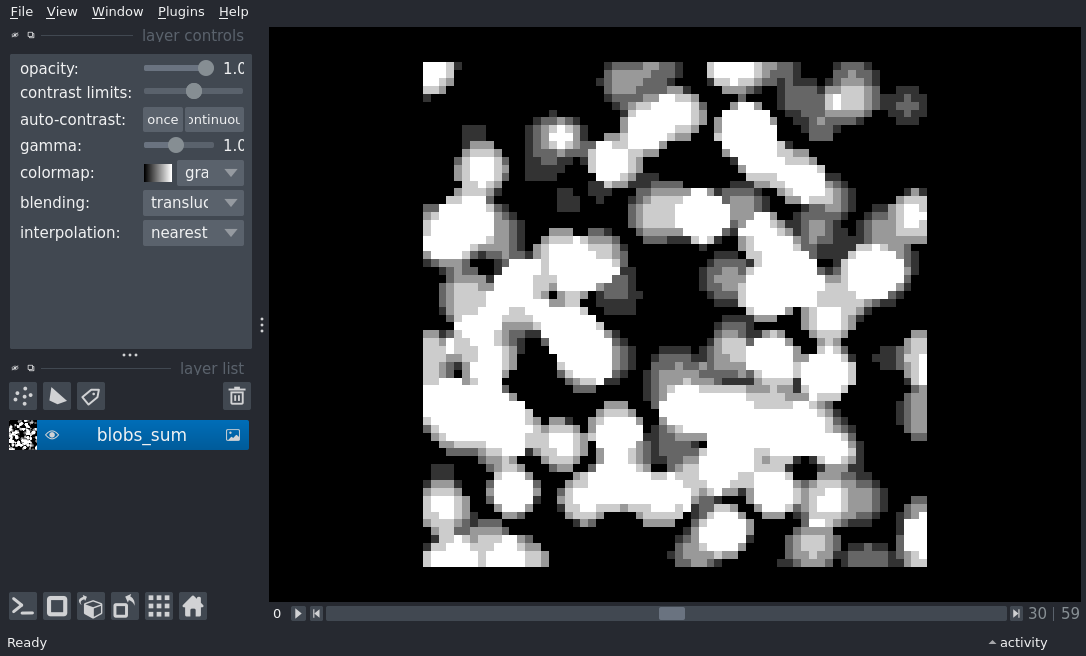 File View Window Plugins Help
layer controls
opacity: 1.0
contrast limits:
auto-contrast: once ontinuou
gamma: 1.0
colormap: gra
blending: transluc
interpolation: nearest
layer list
blobs_sum
0 30 | 59
Ready activity